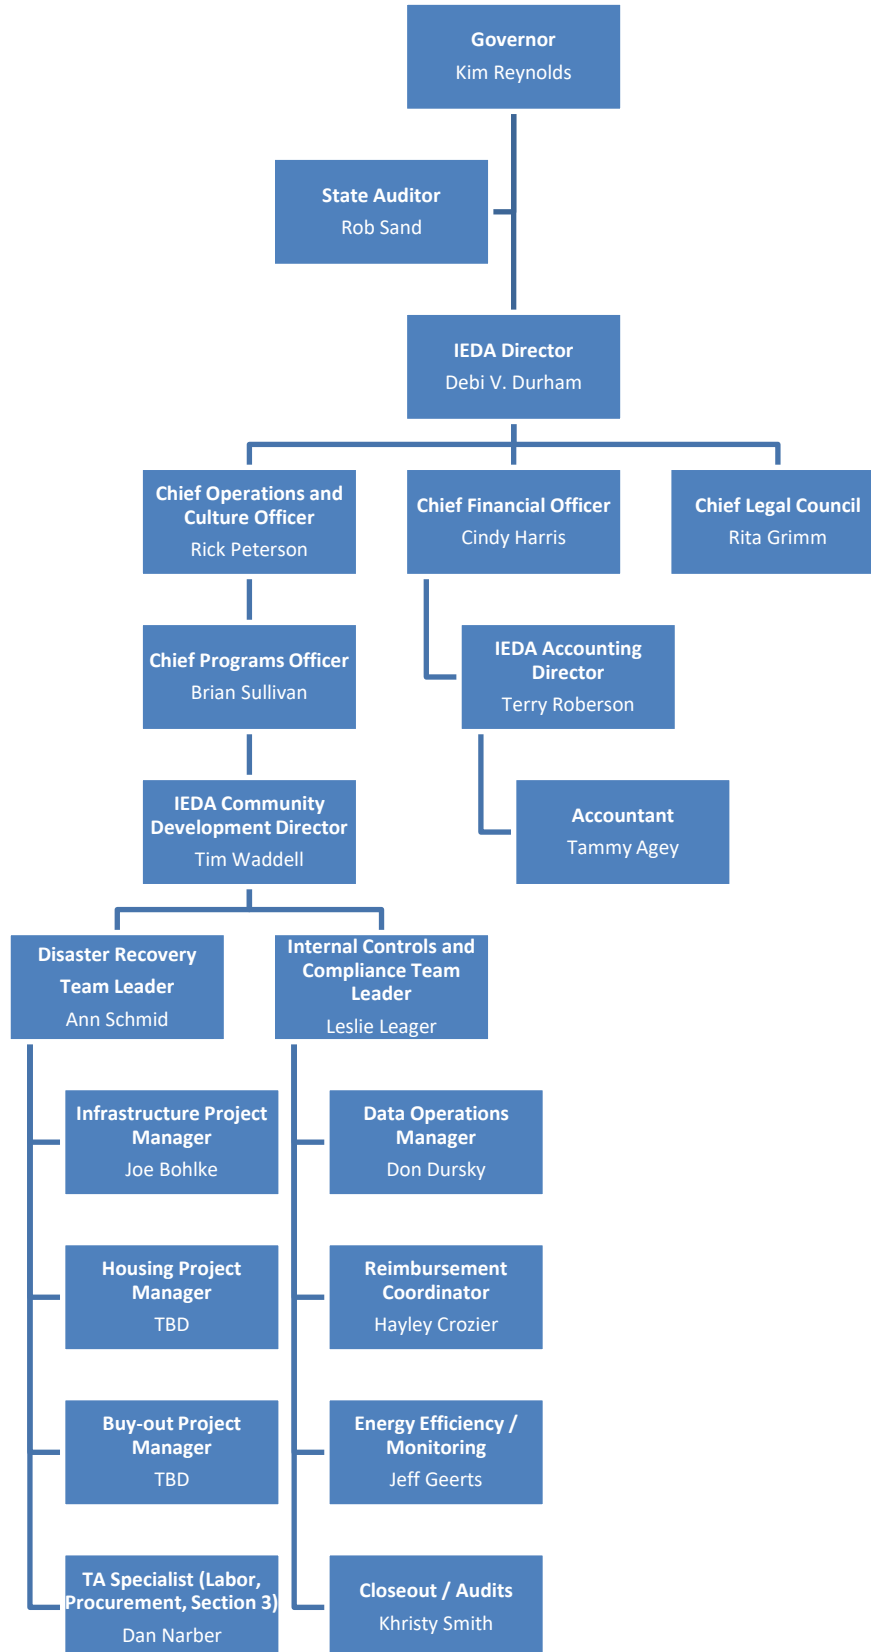 Governor
Kim Reynolds
State Auditor
Rob Sand
IEDA Director
Debi V. Durham
Chief Operations and
Culture Officer
Rick Peterson
Chief Financial Officer
Cindy Harris
Chief Legal Council
Rita Grimm
Chief Programs Officer
Brian Sullivan
IEDA Accounting
Director
Terry Roberson
IEDA Community
Development Director
Tim Waddell
Accountant
Tammy Agey
Disaster Recovery
Team Leader
Ann Schmid
Internal Controls and
Compliance Team
Leader
Leslie Leager
Infrastructure Project
Manager
Joe Bohlke
Data Operations
Manager
Don Dursky
Housing Project
Manager
TBD
Reimbursement
Coordinator
Hayley Crozier
Buy-out Project
Manager
TBD
Energy Efficiency /
Monitoring
Jeff Geerts
TA Specialist (Labor,
Procurement, Section 3)
Dan Narber
Closeout / Audits
Khristy Smith